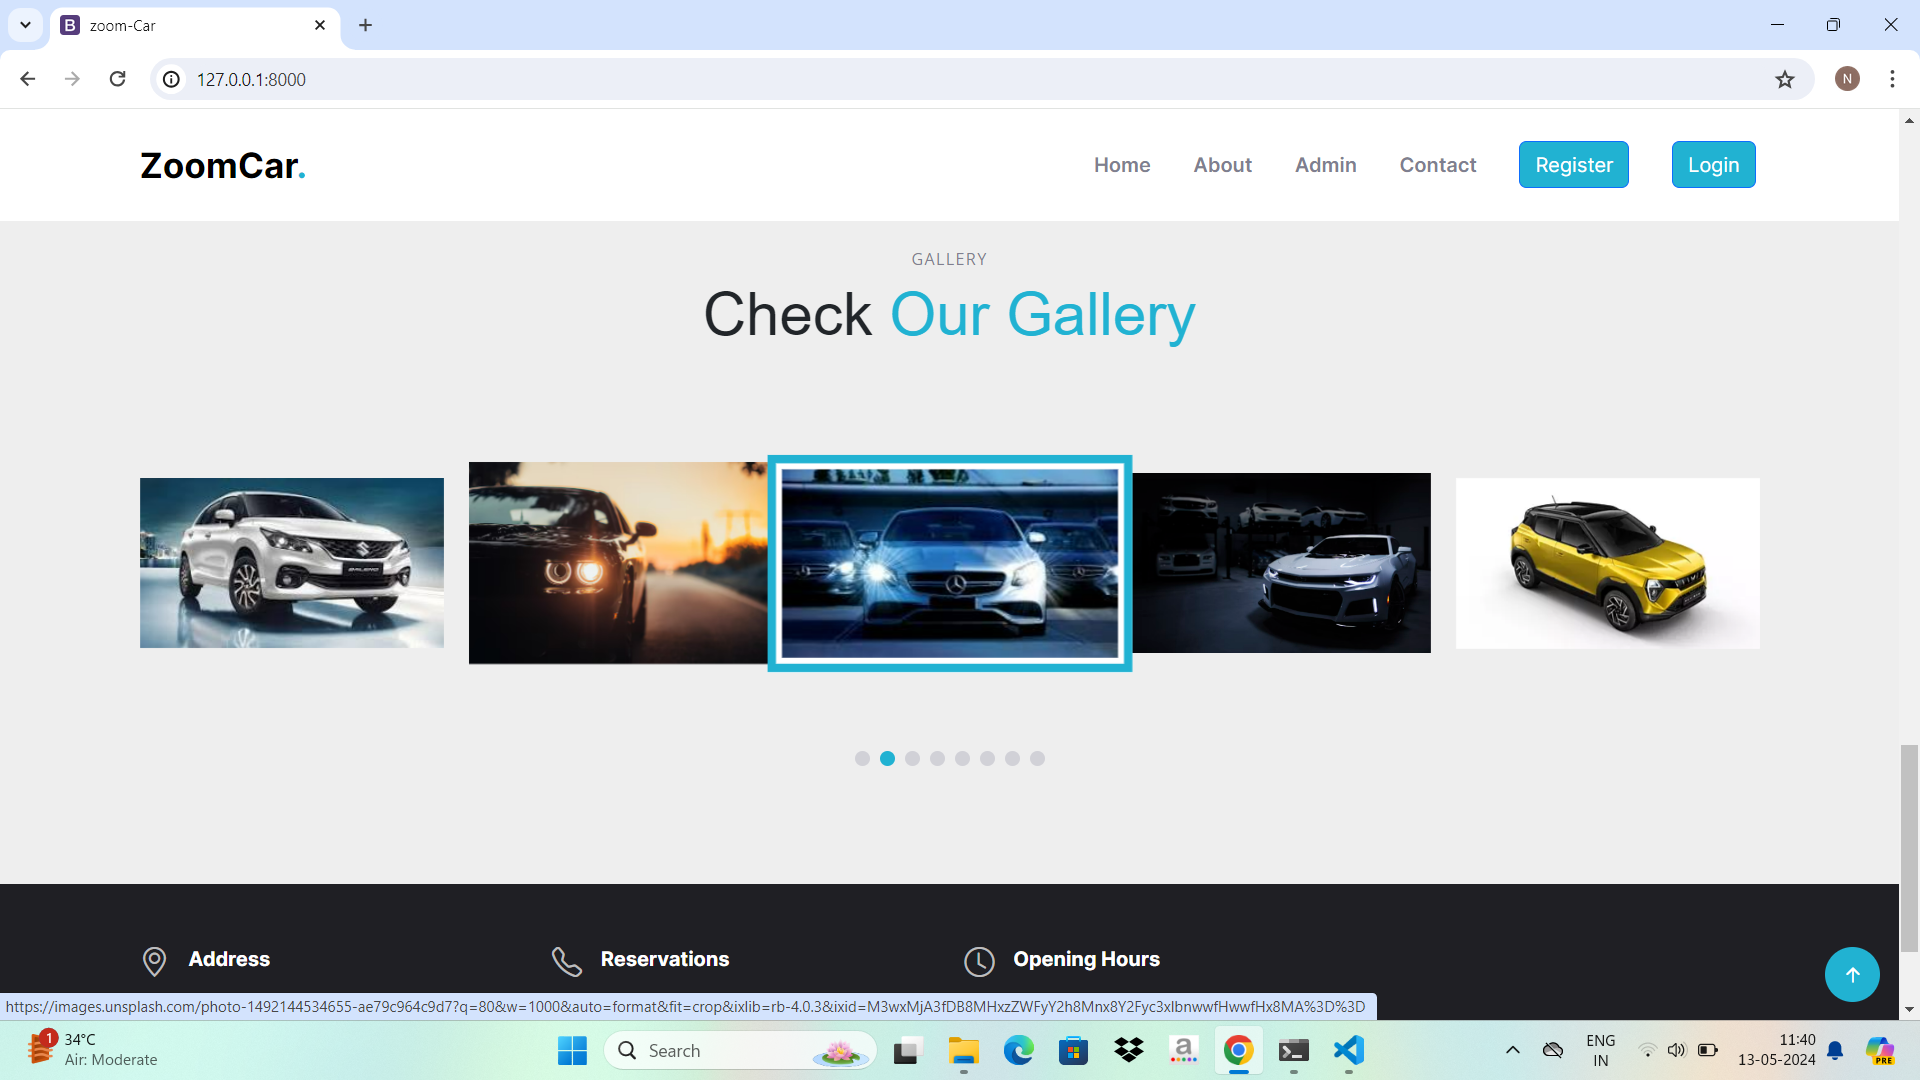 zoom-Car
127.0.0.1:8000
N
ZoomCar.
Home
About
Admin
Contact
Register
Login
GALLERY
Check Our Gallery
BALENO
Address
Reservations
Opening Hours
https://images.unsplash.com/photo-1492144534655-ae79c964c9d7?q=80&w=1000&auto=format&fit=crop&ixlib=rb-4.0.3&ixid=M3wxMjA3fDB8MHxzZWFyY2h8Mnx8Y2Fyc3xlbnwwfHwwfHx8MA%3D%3D
1
34°C
Air: Moderate
Search
a
ENG
IN
11:40
13-05-2024
PRE